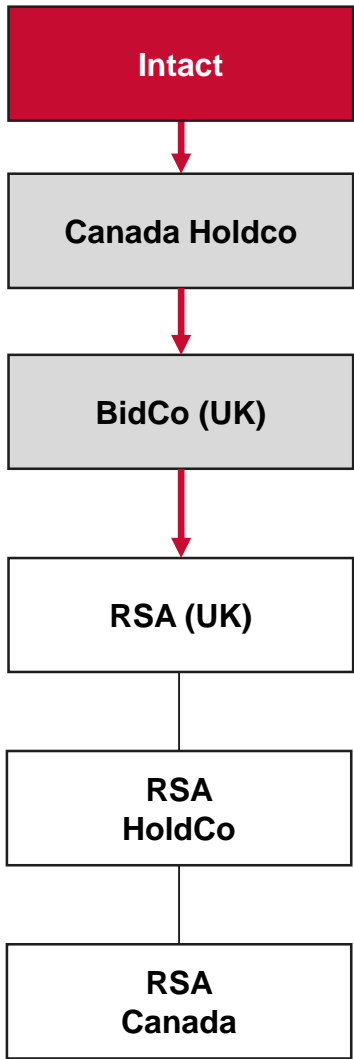 Intact
Canada Holdco
BidCo (UK)
RSA (UK)
RSA
HoldCo
RSA
Canada